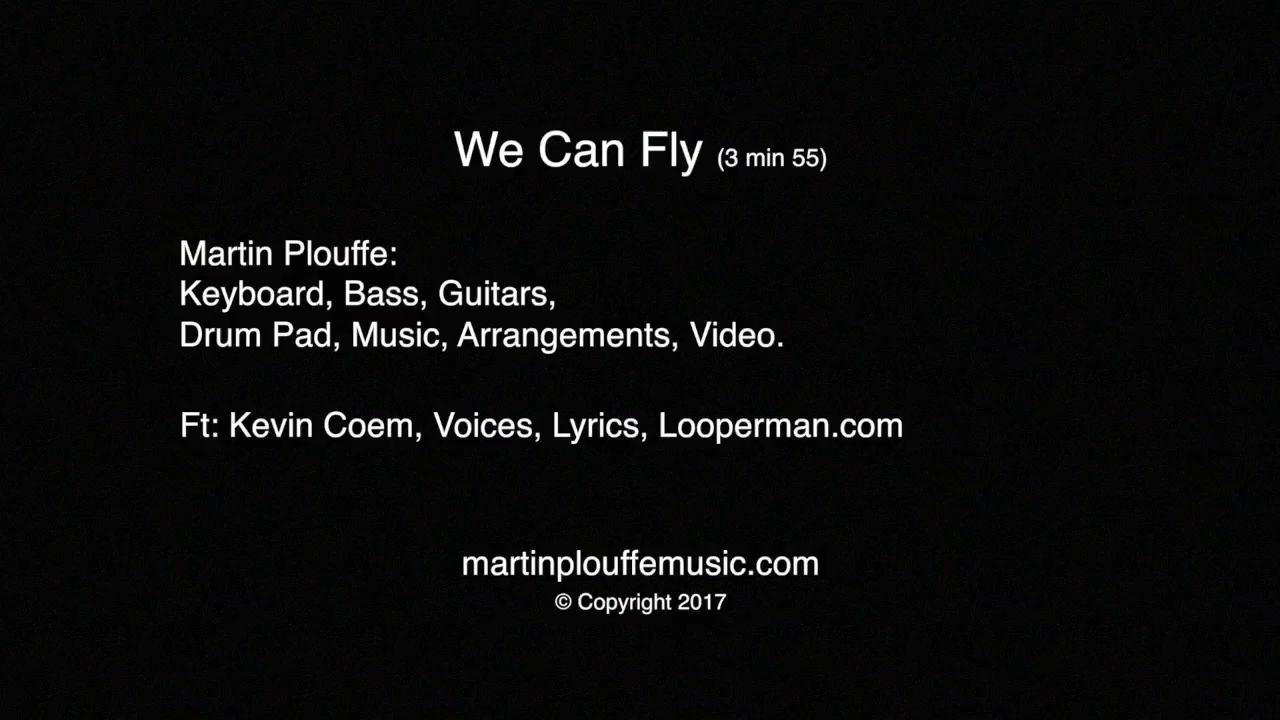 We Can Fly (3 min 55)
Martin Plouffe:
Keyboard, Bass, Guitars,
Drum Pad, Music, Arrangements, Video.
Ft: Kevin Coem, Voices, Lyrics, Looperman.com
martinplouffemusic.com
© Copyright 2017